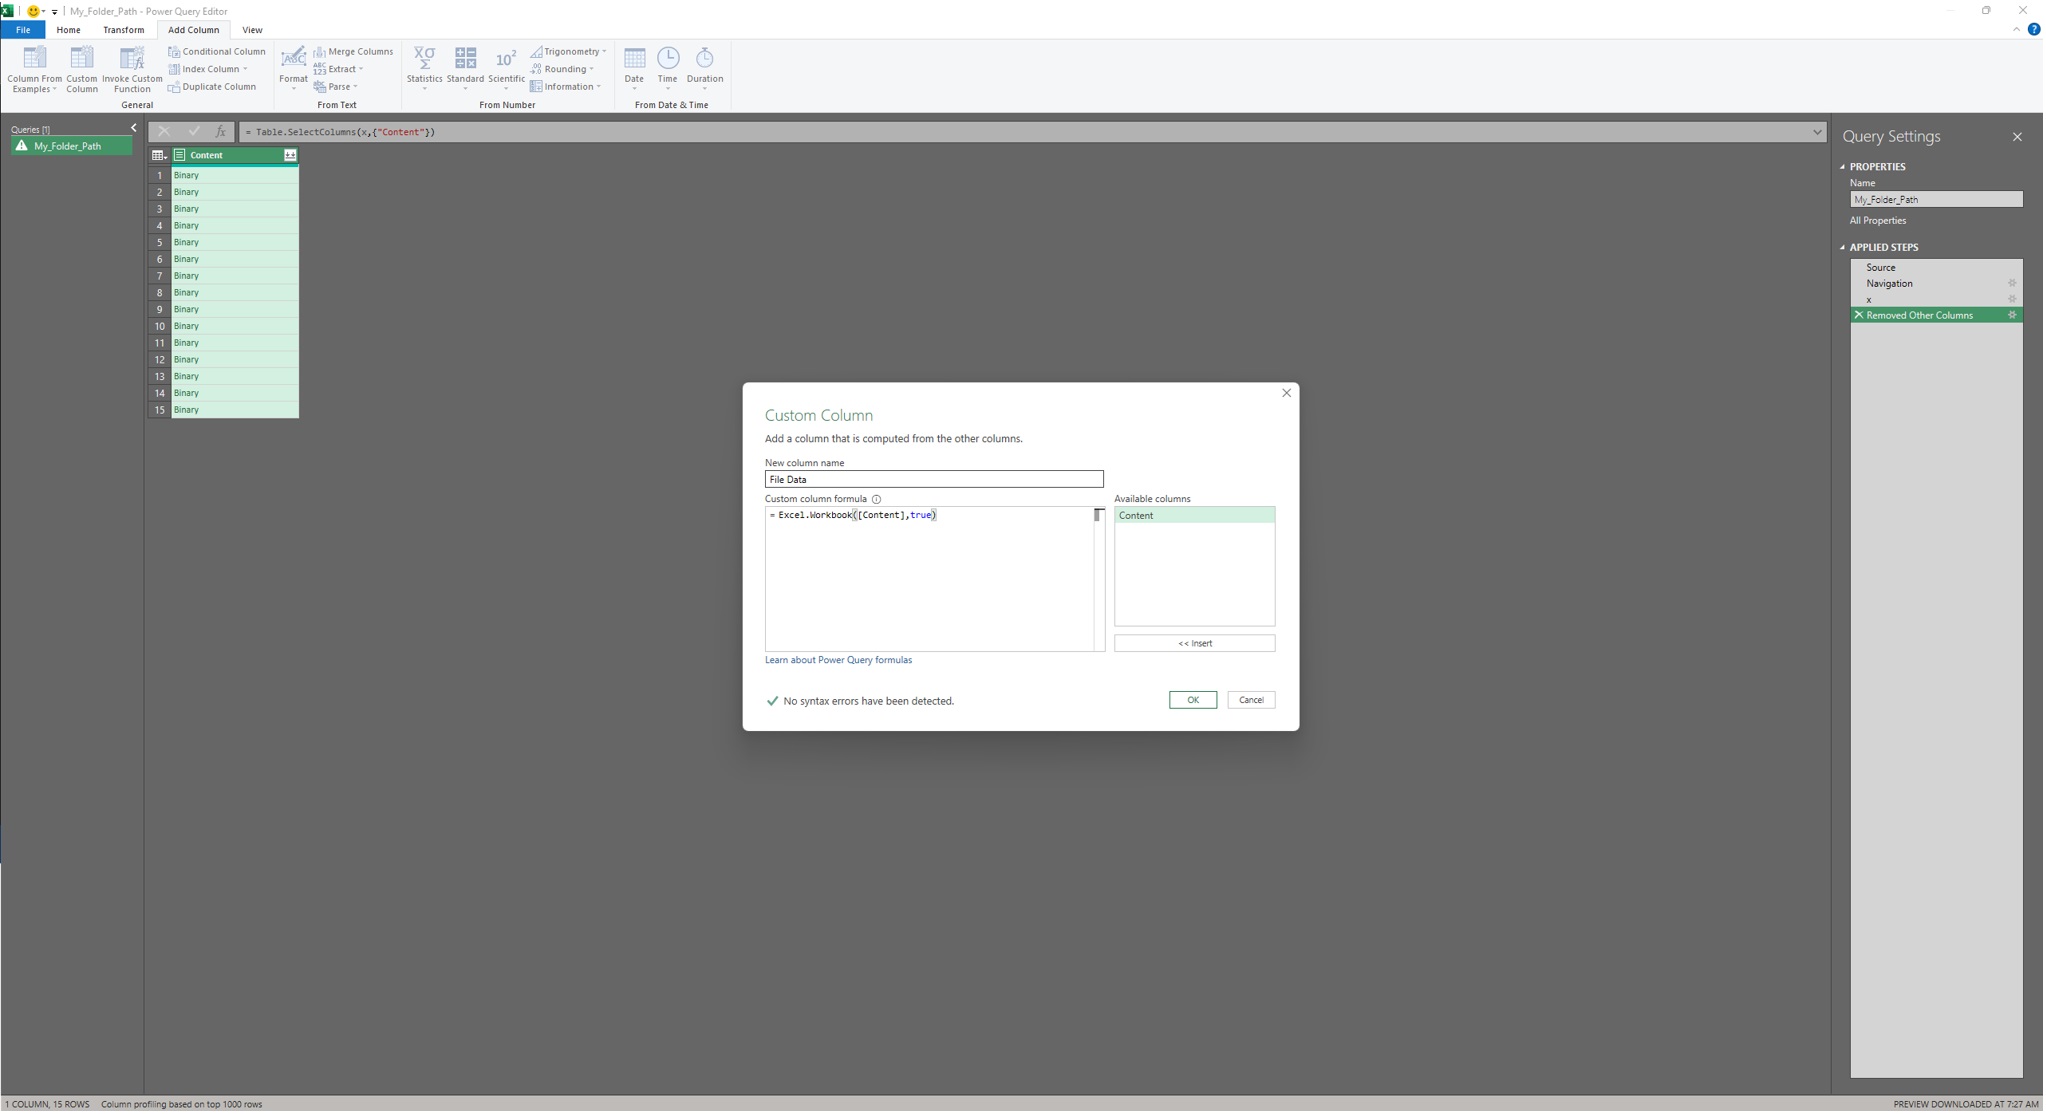 My_Folder_Path - Power Query Editor
File Home Transform Add Column View
Column From Examples
Custom Column
Invoke Custom Function
Conditional Column
Index Column
Duplicate Column
General
ABC
Format
Merge Columns
ABC 123 Extract
abc Parse
From Text
XΣ Statistics
Standard
10² Scientific
Trigonometry
.00 Rounding
Information
From Number
Date
Time
Duration
From Date & Time
Queries [1]
My_Folder_Path
fx = Table.SelectColumns(x,{"Content"})
Content
1 Binary
2 Binary
3 Binary
4 Binary
5 Binary
6 Binary
7 Binary
8 Binary
9 Binary
10 Binary
11 Binary
12 Binary
13 Binary
14 Binary
15 Binary
Custom Column
Add a column that is computed from the other columns.
New column name
File Data
Custom column formula
= Excel.Workbook([Content],true)
Available columns
Content
<< Insert
Learn about Power Query formulas
No syntax errors have been detected.
OK Cancel
Query Settings
PROPERTIES
Name
My_Folder_Path
All Properties
APPLIED STEPS
Source
Navigation
x
Removed Other Columns
1 COLUMN, 15 ROWS Column profiling based on top 1000 rows
PREVIEW DOWNLOADED AT 7:27 AM